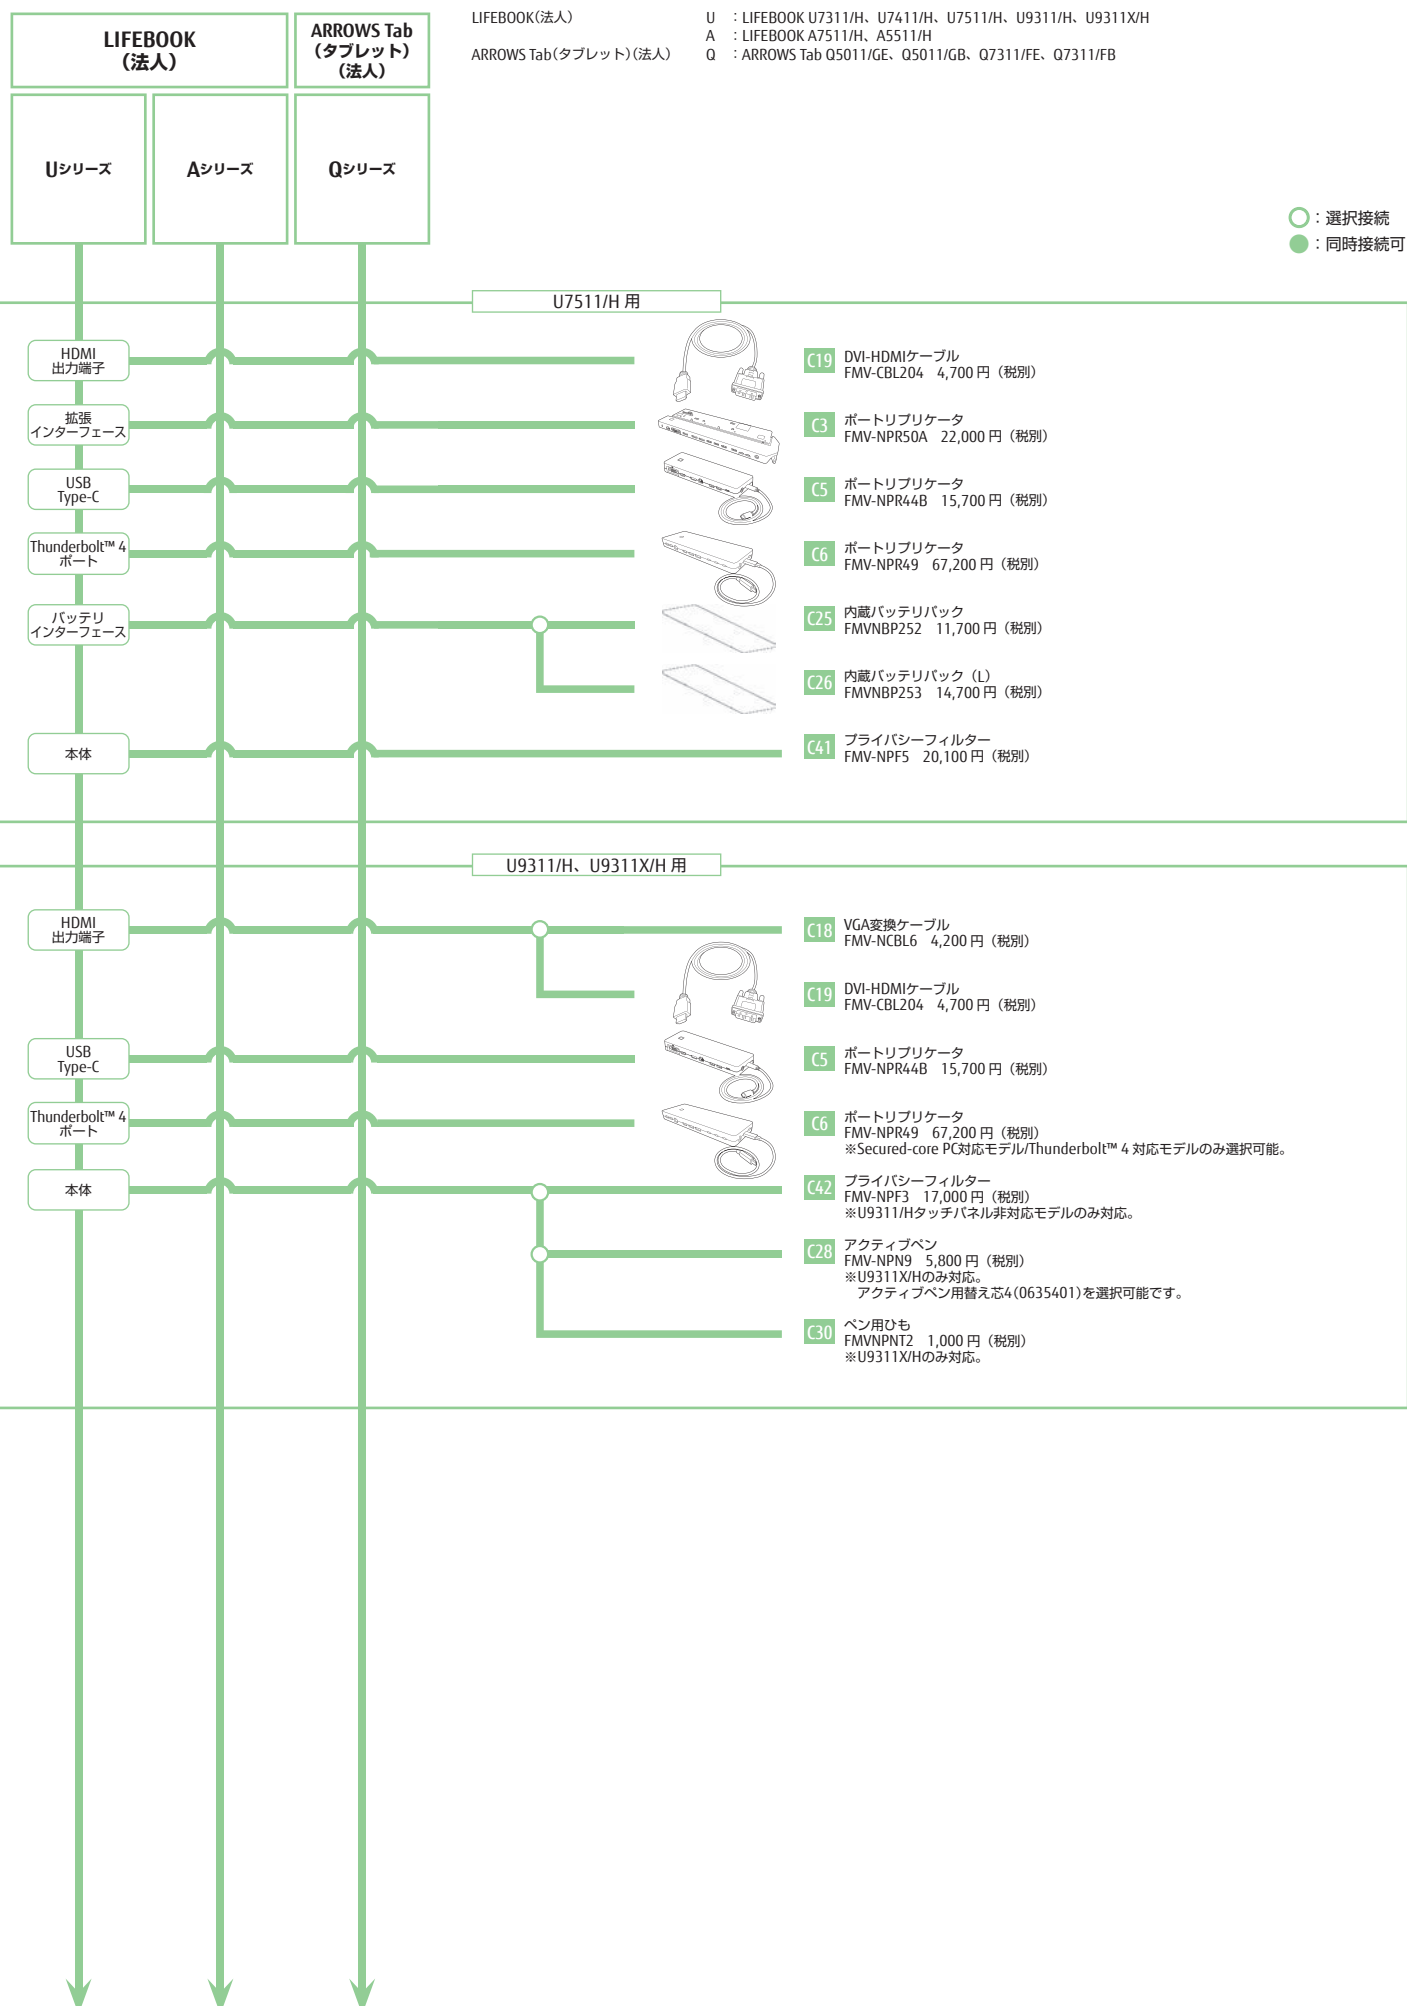 LIFEBOOK
（法人）
ARROWS Tab
（タブレット）
（法人）
LIFEBOOK(法人)　U　：LIFEBOOK U7311/H、U7411/H、U7511/H、U9311/H、U9311X/H
A　：LIFEBOOK A7511/H、A5511/H
ARROWS Tab(タブレット)(法人)　Q　：ARROWS Tab Q5011/GE、Q5011/GB、Q7311/FE、Q7311/FB
Uシリーズ
Aシリーズ
Qシリーズ
：選択接続
：同時接続可
U7511/H 用
HDMI
出力端子
C19 DVI-HDMIケーブル
FMV-CBL204　4,700 円（税別）
拡張
インターフェース
C3 ポートリプリケータ
FMV-NPR50A　22,000 円（税別）
USB
Type-C
C5 ポートリプリケータ
FMV-NPR44B　15,700 円（税別）
Thunderbolt™ 4
ポート
C6 ポートリプリケータ
FMV-NPR49　67,200 円（税別）
バッテリ
インターフェース
C25 内蔵バッテリパック
FMVNBP252　11,700 円（税別）
C26 内蔵バッテリパック（L）
FMVNBP253　14,700 円（税別）
本体
C41 プライバシーフィルター
FMV-NPF5　20,100 円（税別）
U9311/H、U9311X/H 用
HDMI
出力端子
C18 VGA変換ケーブル
FMV-NCBL6　4,200 円（税別）
C19 DVI-HDMIケーブル
FMV-CBL204　4,700 円（税別）
USB
Type-C
C5 ポートリプリケータ
FMV-NPR44B　15,700 円（税別）
Thunderbolt™ 4
ポート
C6 ポートリプリケータ
FMV-NPR49　67,200 円（税別）
※Secured-core PC対応モデル/Thunderbolt™ 4 対応モデルのみ選択可能。
本体
C42 プライバシーフィルター
FMV-NPF3　17,000 円（税別）
※U9311/Hタッチパネル非対応モデルのみ対応。
C28 アクティブペン
FMV-NPN9　5,800 円（税別）
※U9311X/Hのみ対応。
アクティブペン用替え芯4(0635401)を選択可能です。
C30 ペン用ひも
FMVNPNT2　1,000 円（税別）
※U9311X/Hのみ対応。